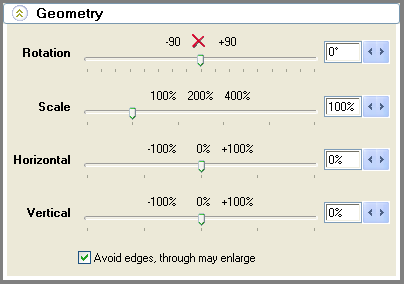 Geometry
-90 +90
Rotation 0°
100% 200% 400%
Scale 100%
-100% 0% +100%
Horizontal 0%
-100% 0% +100%
Vertical 0%
Avoid edges, through may enlarge